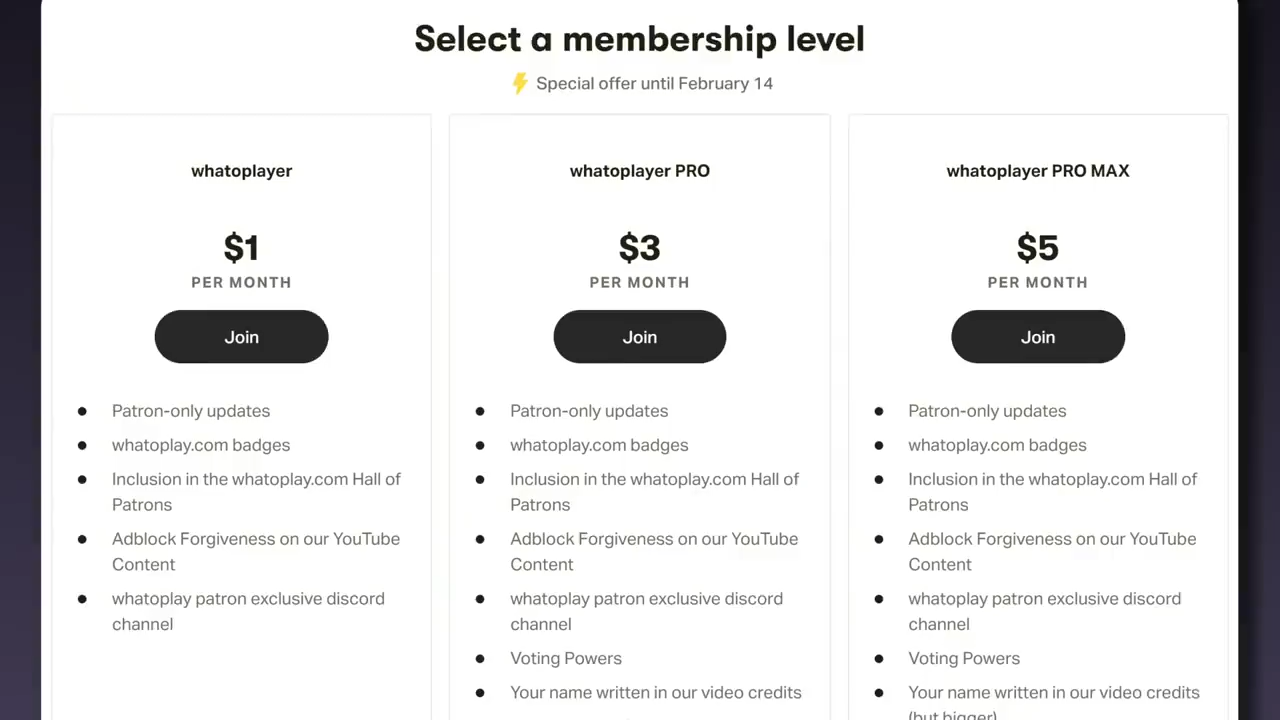 Select a membership level
Special offer until February 14
whatoplayer
$1
PER MONTH
Join
Patron-only updates
whatoplay.com badges
Inclusion in the whatoplay.com Hall of
Patrons
Adblock Forgiveness on our YouTube
Content
whatoplay patron exclusive discord
channel
whatoplayer PRO
$3
PER MONTH
Join
Patron-only updates
whatoplay.com badges
Inclusion in the whatoplay.com Hall of
Patrons
Adblock Forgiveness on our YouTube
Content
whatoplay patron exclusive discord
channel
Voting Powers
Your name written in our video credits
whatoplayer PRO MAX
$5
PER MONTH
Join
Patron-only updates
whatoplay.com badges
Inclusion in the whatoplay.com Hall of
Patrons
Adblock Forgiveness on our YouTube
Content
whatoplay patron exclusive discord
channel
Voting Powers
Your name written in our video credits
(but bigger)